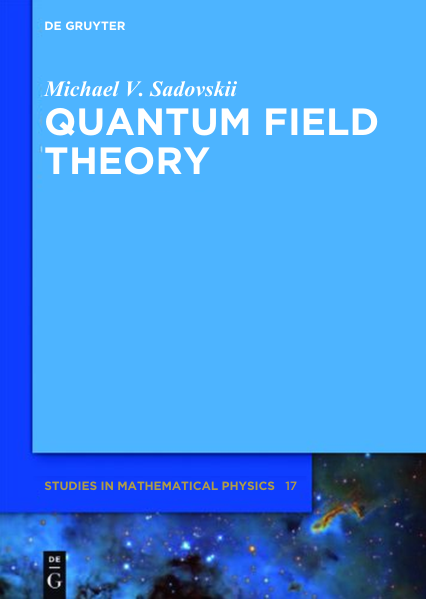 DE GRUYTER
Michael V. Sadovskii
QUANTUM FIELD
THEORY
STUDIES IN MATHEMATICAL PHYSICS 17
DE
G